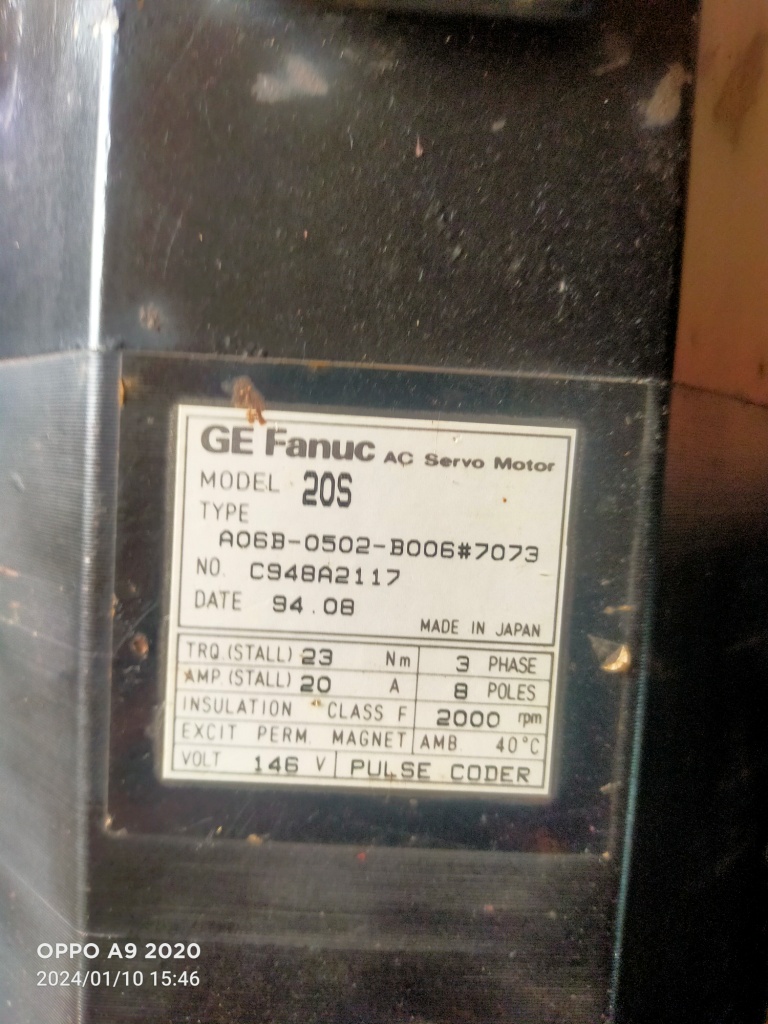 GE Fanuc AC Servo Motor
MODEL 20S
TYPE
A06B-0502-B006#7073
NO. C948A2117
DATE 94.08
MADE IN JAPAN
TRQ.(STALL) 23 Nm 3 PHASE
AMP.(STALL) 20 A 8 POLES
INSULATION CLASS F 2000 rpm
EXCIT PERM. MAGNET AMB 40°C
VOLT 146 V PULSE CODER
OPPO A9 2020
2024/01/10 15:46